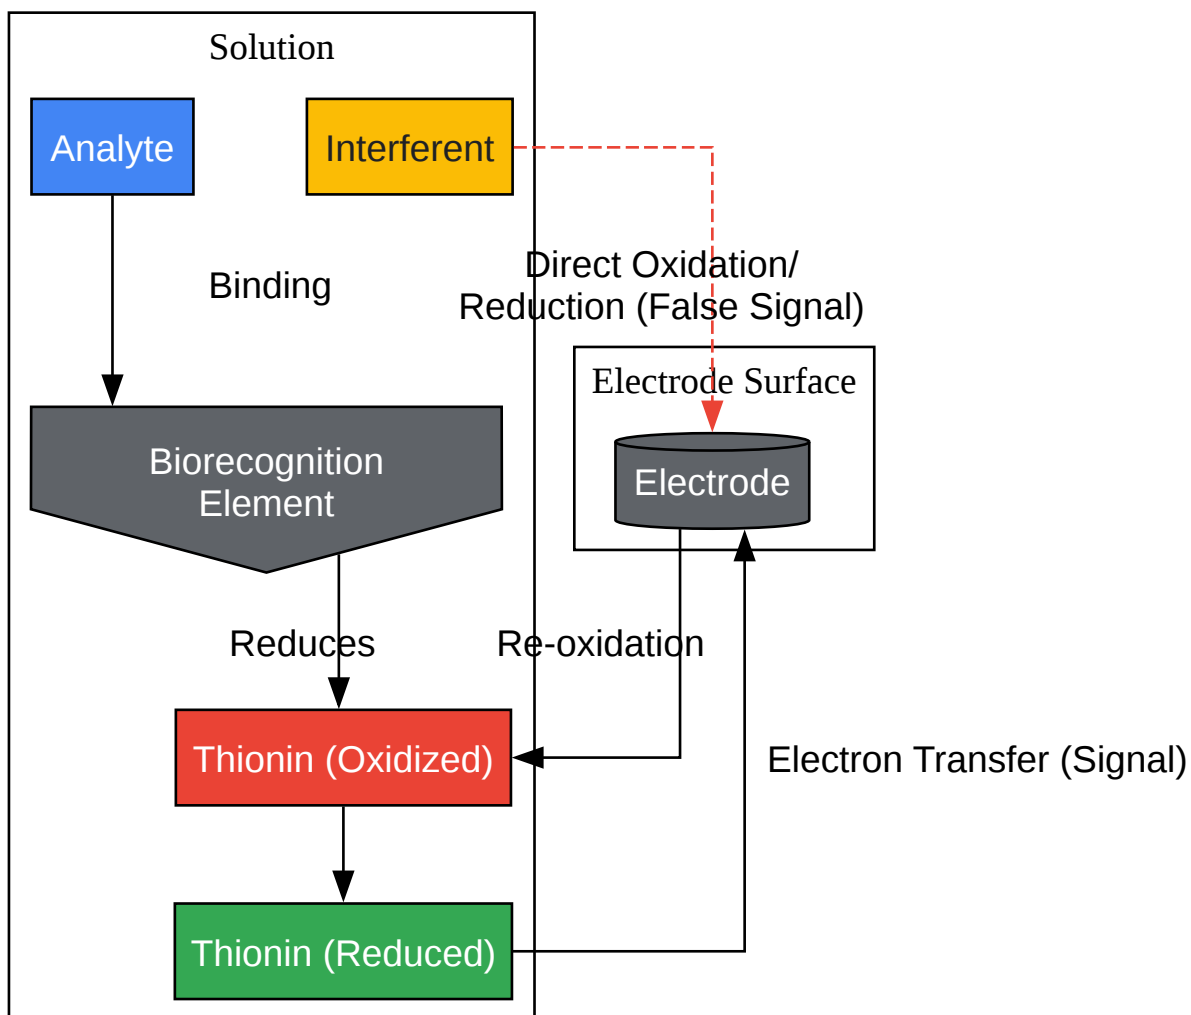 Solution
Analyte
Interferent
Binding
Direct Oxidation/
Reduction (False Signal)
Electrode Surface
Biorecognition
Element
Electrode
Reduces
Re-oxidation
Thionin (Oxidized)
Electron Transfer (Signal)
Thionin (Reduced)